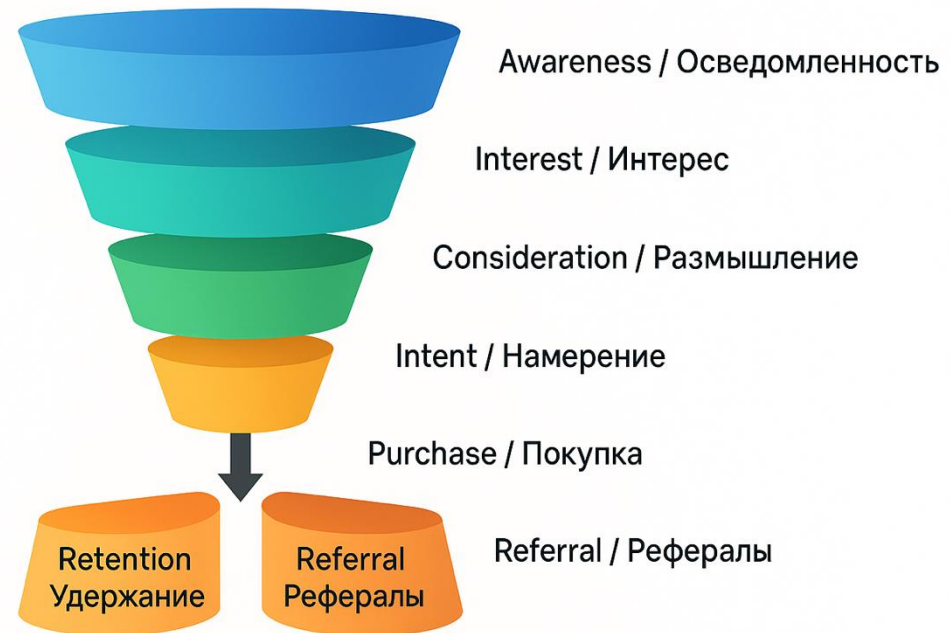 Awareness / Осведомленность
Interest / Интерес
Consideration / Размышление
Intent / Намерение
Purchase / Покупка
Retention
Удержание
Referral
Рефералы
Referral / Рефералы